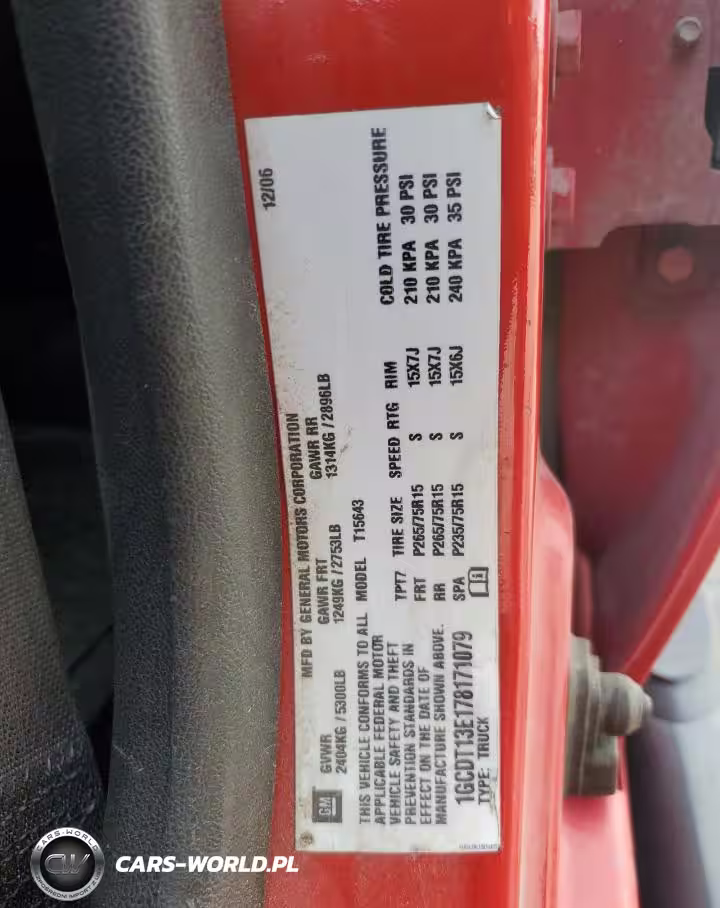 12/06
MFD BY GENERAL MOTORS CORPORATION
GVWR GAWR FRT GAWR RR
2404KG / 5300LB 1249KG / 2753LB 1314KG / 2896LB
THIS VEHICLE CONFORMS TO ALL
APPLICABLE FEDERAL MOTOR
VEHICLE SAFETY AND THEFT
PREVENTION STANDARDS IN
EFFECT ON THE DATE OF
MANUFACTURE SHOWN ABOVE.
1GCDT13E178171079
TYPE: TRUCK
MODEL T15643
TPT7 TIRE SIZE SPEED RTG RIM COLD TIRE PRESSURE
FRT P265/75R15 S 15X7J 210 KPA 30 PSI
RR P265/75R15 S 15X7J 210 KPA 30 PSI
SPA P235/75R15 S 15X6J 240 KPA 35 PSI
GM
CARS-WORLD
CW
CARS-WORLD.PL